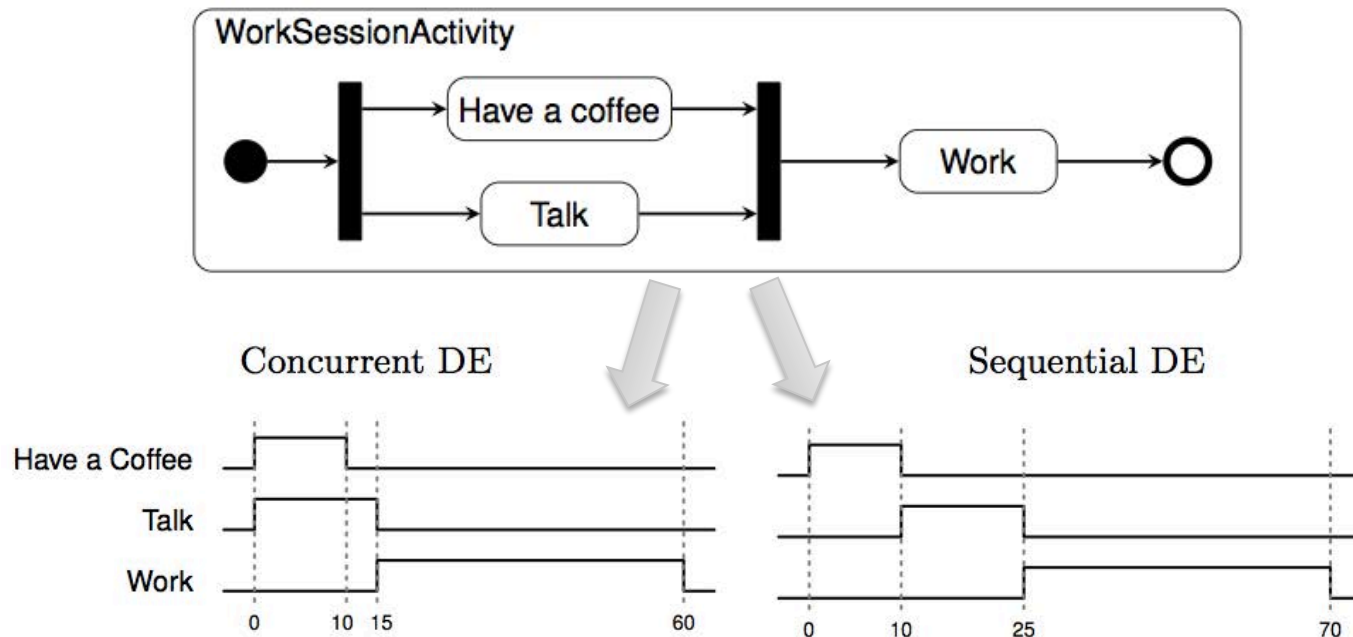 WorkSessionActivity
Have a coffee
Talk
Work
Concurrent DE
Sequential DE
Have a Coffee
Talk
Work
0 10 15 60
0 10 25 70